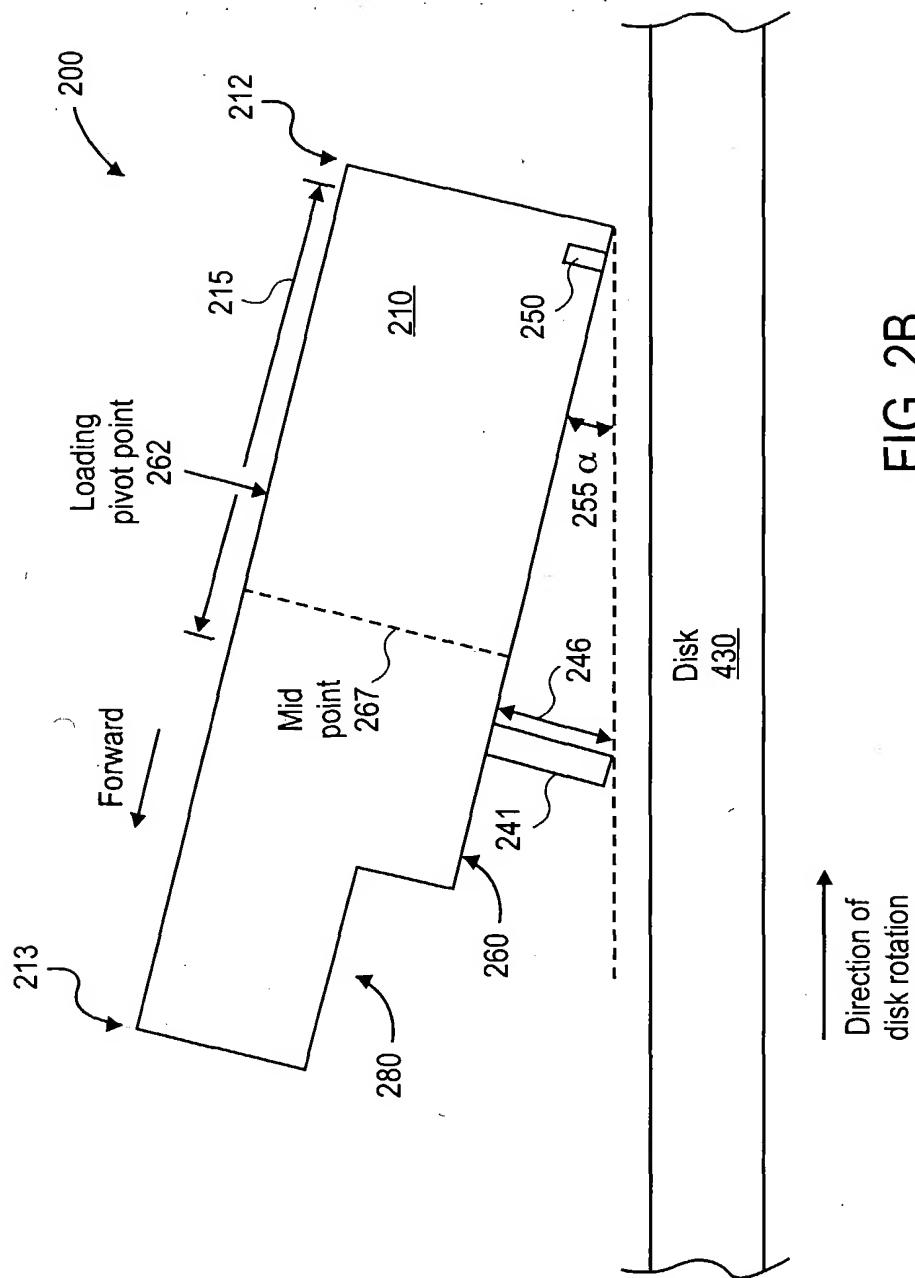 200
212
215
Loading
pivot point
262
Forward
213
210
250
Mid
point
267
255 α
246
241
260
280
Disk
430
Direction of
disk rotation
FIG. 2B